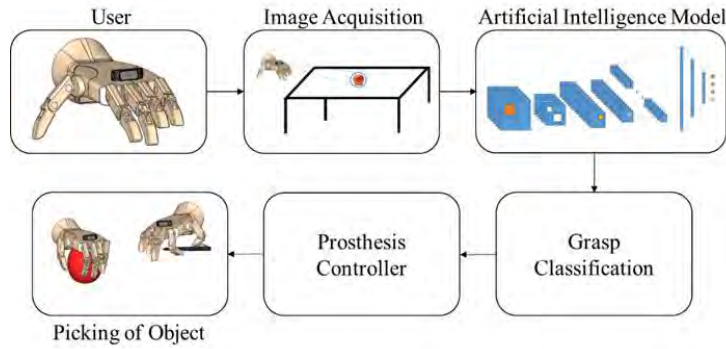 User
Image Acquisition
Artificial Intelligence Model
Grasp
Classification
Prosthesis
Controller
Picking of Object